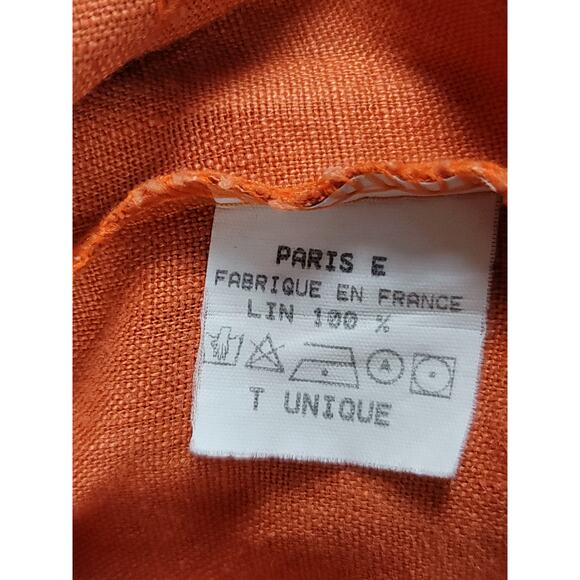 PARIS E
FABRIQUE EN FRANCE
LIN 100 %
A
T UNIQUE